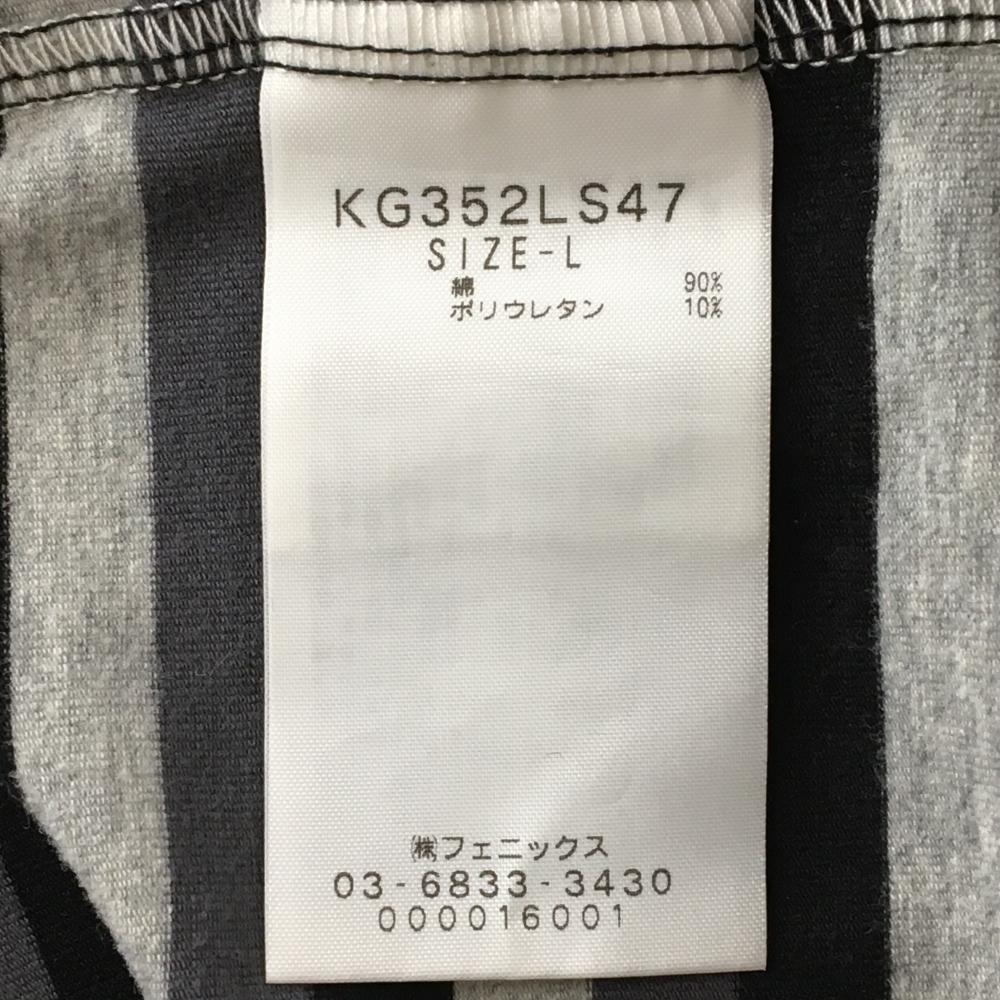 KG352LS47
SIZE-L
綿 90%
ポリウレタン 10%
㈱フェニックス
03-6833-3430
000016001